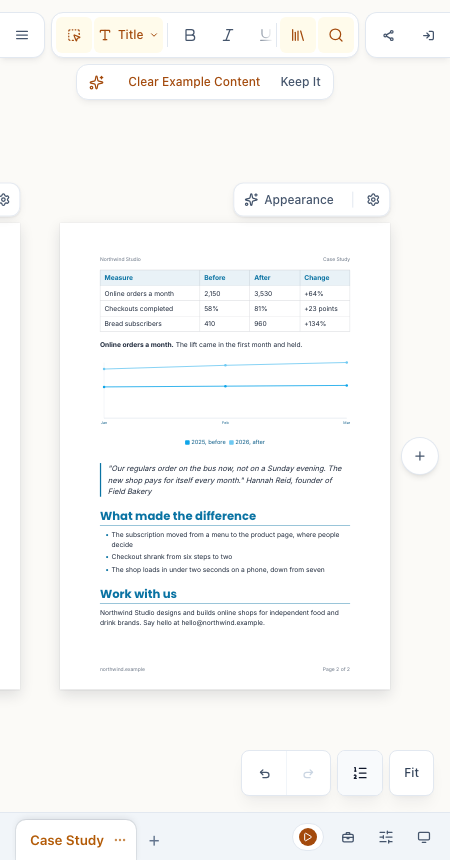 Title
B
I
U
Clear Example Content
Keep It
Appearance
Northwind Studio
Case Study
Measure Before After Change
Online orders a month 2,150 3,530 +64%
Checkouts completed 58% 81% +23 points
Bread subscribers 410 960 +134%
Online orders a month. The lift came in the first month and held.
Jan Feb Mar
2025, before 2026, after
"Our regulars order on the bus now, not on a Sunday evening. The
new shop pays for itself every month." Hannah Reid, founder of
Field Bakery
What made the difference
• The subscription moved from a menu to the product page, where people
decide
• Checkout shrank from six steps to two
• The shop loads in under two seconds on a phone, down from seven
Work with us
Northwind Studio designs and builds online shops for independent food and
drink brands. Say hello at hello@northwind.example.
northwind.example
Page 2 of 2
Fit
Case Study